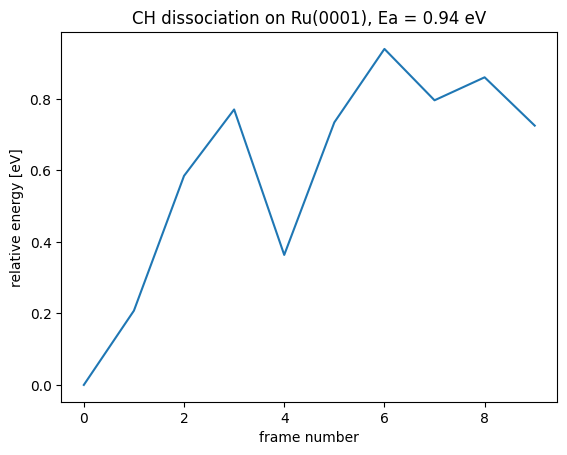 CH dissociation on Ru(0001), Ea = 0.94 eV
relative energy [eV]
0.8
0.6
0.4
0.2
0.0
0 2 4 6 8
frame number